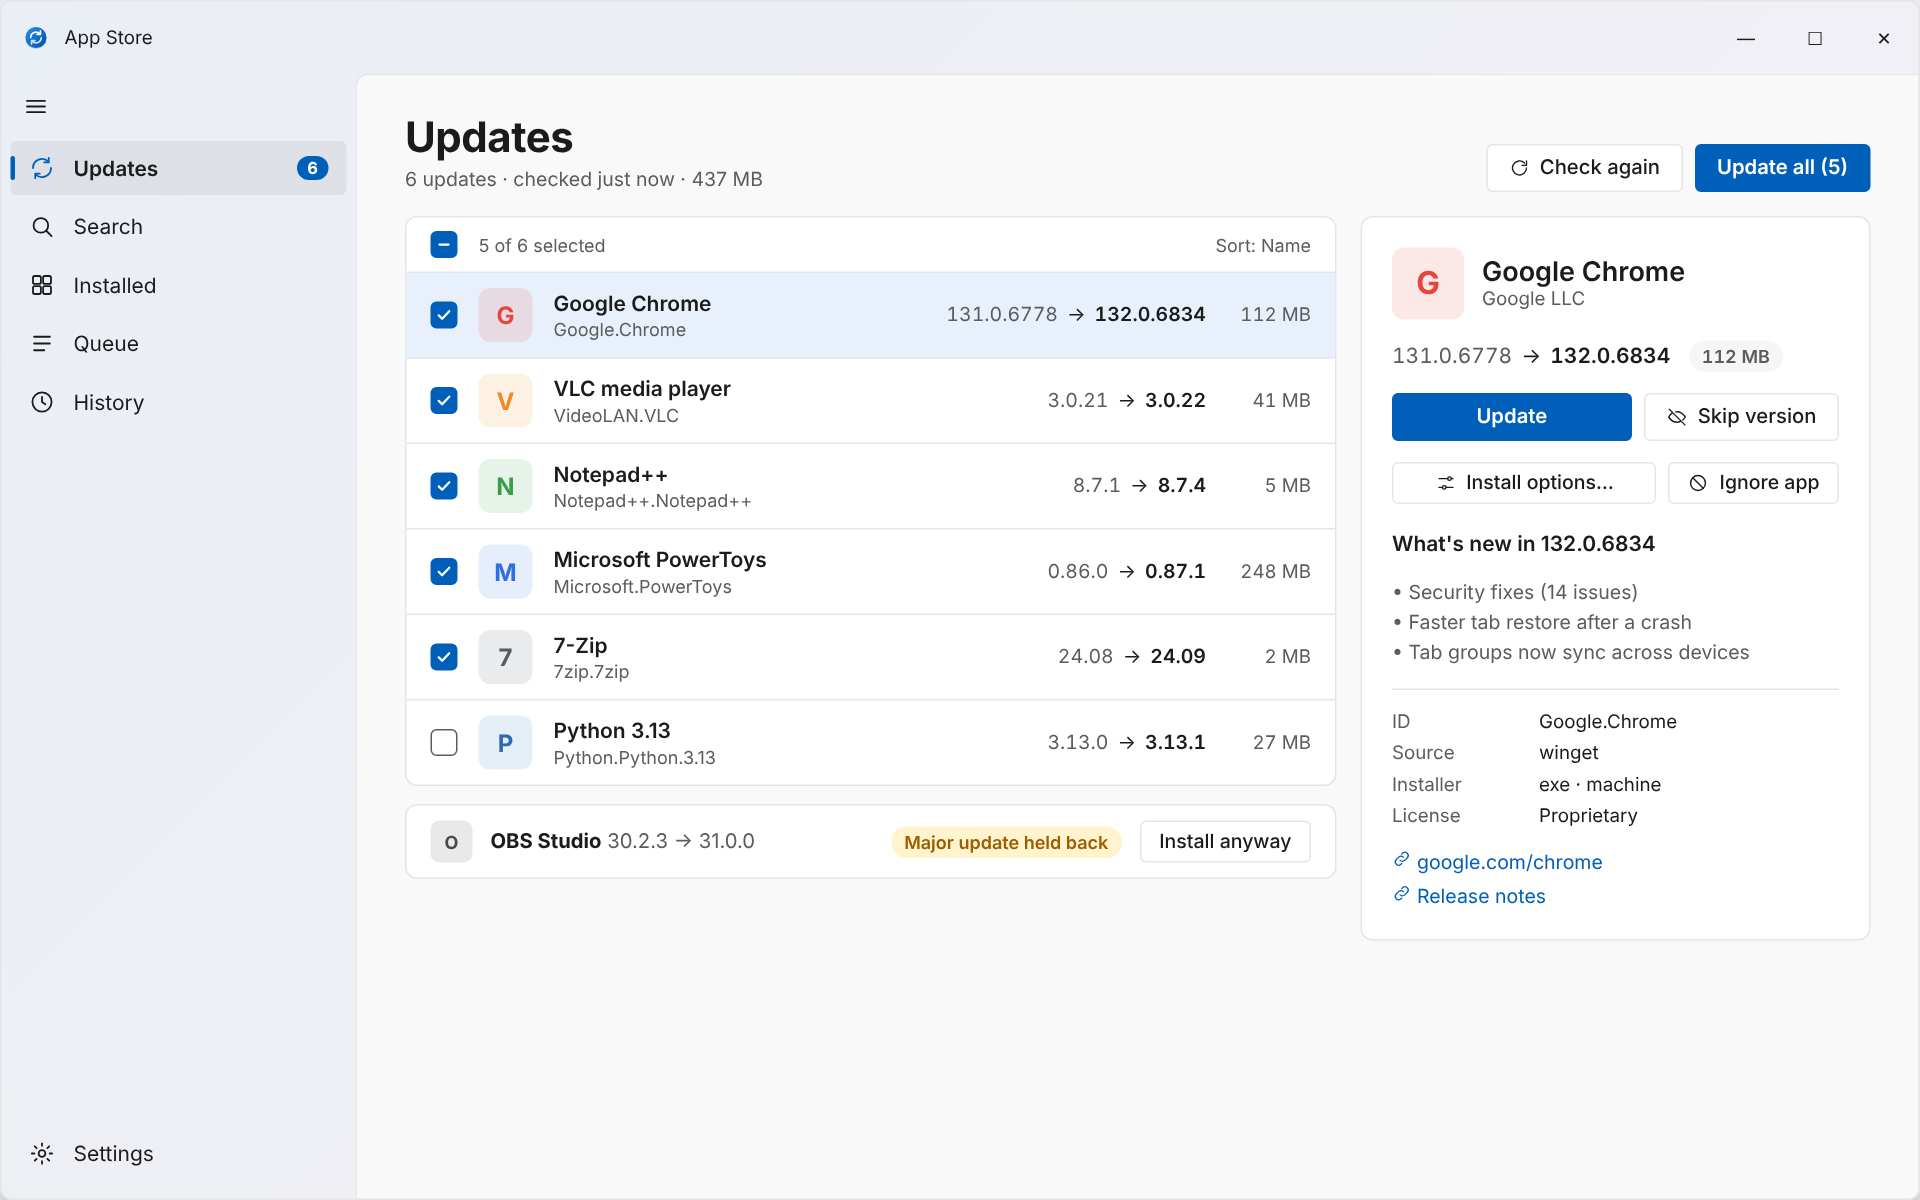 App Store
Updates 6
Search
Installed
Queue
History
Settings
Updates
6 updates · checked just now · 437 MB
Check again
Update all (5)
5 of 6 selected
Sort: Name
G
Google Chrome
Google.Chrome
131.0.6778 → 132.0.6834 112 MB
V
VLC media player
VideoLAN.VLC
3.0.21 → 3.0.22 41 MB
N
Notepad++
Notepad++.Notepad++
8.7.1 → 8.7.4 5 MB
M
Microsoft PowerToys
Microsoft.PowerToys
0.86.0 → 0.87.1 248 MB
7
7-Zip
7zip.7zip
24.08 → 24.09 2 MB
P
Python 3.13
Python.Python.3.13
3.13.0 → 3.13.1 27 MB
O
OBS Studio 30.2.3 → 31.0.0
Major update held back
Install anyway
G
Google Chrome
Google LLC
131.0.6778 → 132.0.6834 112 MB
Update
Skip version
Install options...
Ignore app
What's new in 132.0.6834
• Security fixes (14 issues)
• Faster tab restore after a crash
• Tab groups now sync across devices
ID Google.Chrome
Source winget
Installer exe · machine
License Proprietary
google.com/chrome
Release notes